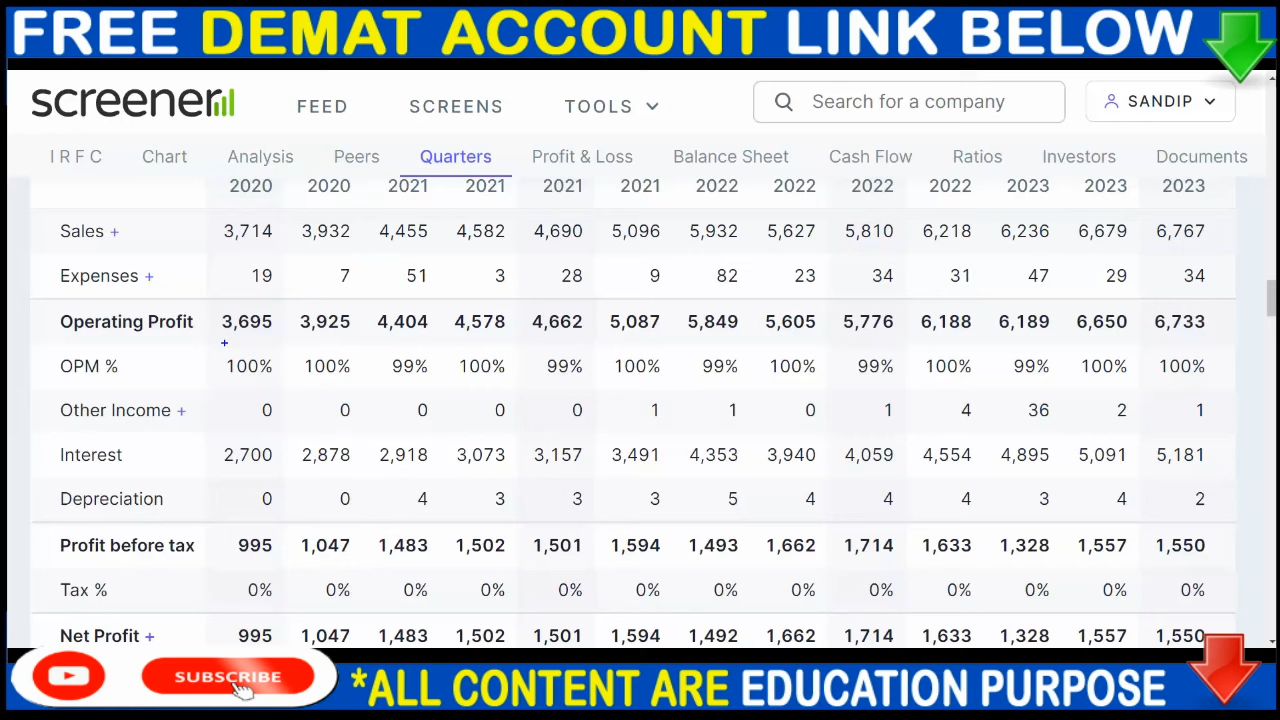 FREE DEMAT ACCOUNT LINK BELOW
screener FEED SCREENS TOOLS Search for a company SANDIP
I R F C Chart Analysis Peers Quarters Profit & Loss Balance Sheet Cash Flow Ratios Investors Documents
2020 2020 2021 2021 2021 2021 2022 2022 2022 2022 2023 2023 2023
Sales + 3,714 3,932 4,455 4,582 4,690 5,096 5,932 5,627 5,810 6,218 6,236 6,679 6,767
Expenses + 19 7 51 3 28 9 82 23 34 31 47 29 34
Operating Profit 3,695 3,925 4,404 4,578 4,662 5,087 5,849 5,605 5,776 6,188 6,189 6,650 6,733
OPM % 100% 100% 99% 100% 99% 100% 99% 100% 99% 100% 99% 100% 100%
Other Income + 0 0 0 0 0 1 1 0 1 4 36 2 1
Interest 2,700 2,878 2,918 3,073 3,157 3,491 4,353 3,940 4,059 4,554 4,895 5,091 5,181
Depreciation 0 0 4 3 3 3 5 4 4 4 3 4 2
Profit before tax 995 1,047 1,483 1,502 1,501 1,594 1,493 1,662 1,714 1,633 1,328 1,557 1,550
Tax % 0% 0% 0% 0% 0% 0% 0% 0% 0% 0% 0% 0% 0%
Net Profit + 995 1,047 1,483 1,502 1,501 1,594 1,492 1,662 1,714 1,633 1,328 1,557 1,550
SUBSCRIBE
*ALL CONTENT ARE EDUCATION PURPOSE